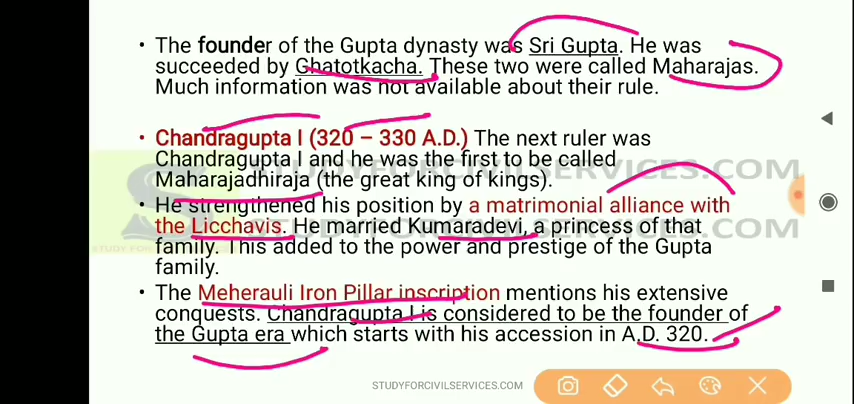 • The founder of the Gupta dynasty was Sri Gupta. He was
succeeded by Ghatotkacha. These two were called Maharajas.
Much information was not available about their rule.
• Chandragupta I (320 – 330 A.D.) The next ruler was
Chandragupta I and he was the first to be called
Maharajadhiraja (the great king of kings).
• He strengthened his position by a matrimonial alliance with
the Licchavis. He married Kumaradevi, a princess of that
family. This added to the power and prestige of the Gupta
family.
• The Meherauli Iron Pillar inscription mentions his extensive
conquests. Chandragupta I is considered to be the founder of
the Gupta era which starts with his accession in A.D. 320.
STUDYFORCIVILSERVICES.COM